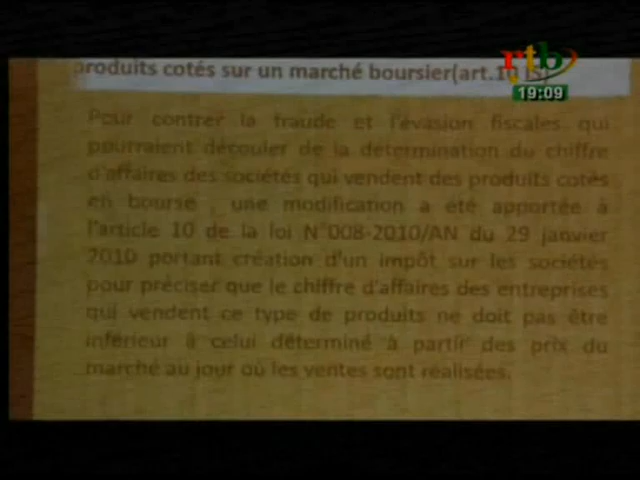 rtb
produits cotés sur un marché boursier(art.10 IS)
19:09
Pour contrer la fraude et l'évasion fiscales qui
pourraient découler de la détermination du chiffre
d'affaires des sociétés qui vendent des produits cotés
en bourse , une modification a été apportée à
l'article 10 de la loi N°008-2010/AN du 29 janvier
2010 portant création d'un impôt sur les sociétés
pour préciser que le chiffre d'affaires des entreprises
qui vendent ce type de produits ne doit pas être
inférieur à celui déterminé à partir des prix du
marché au jour où les ventes sont réalisées.